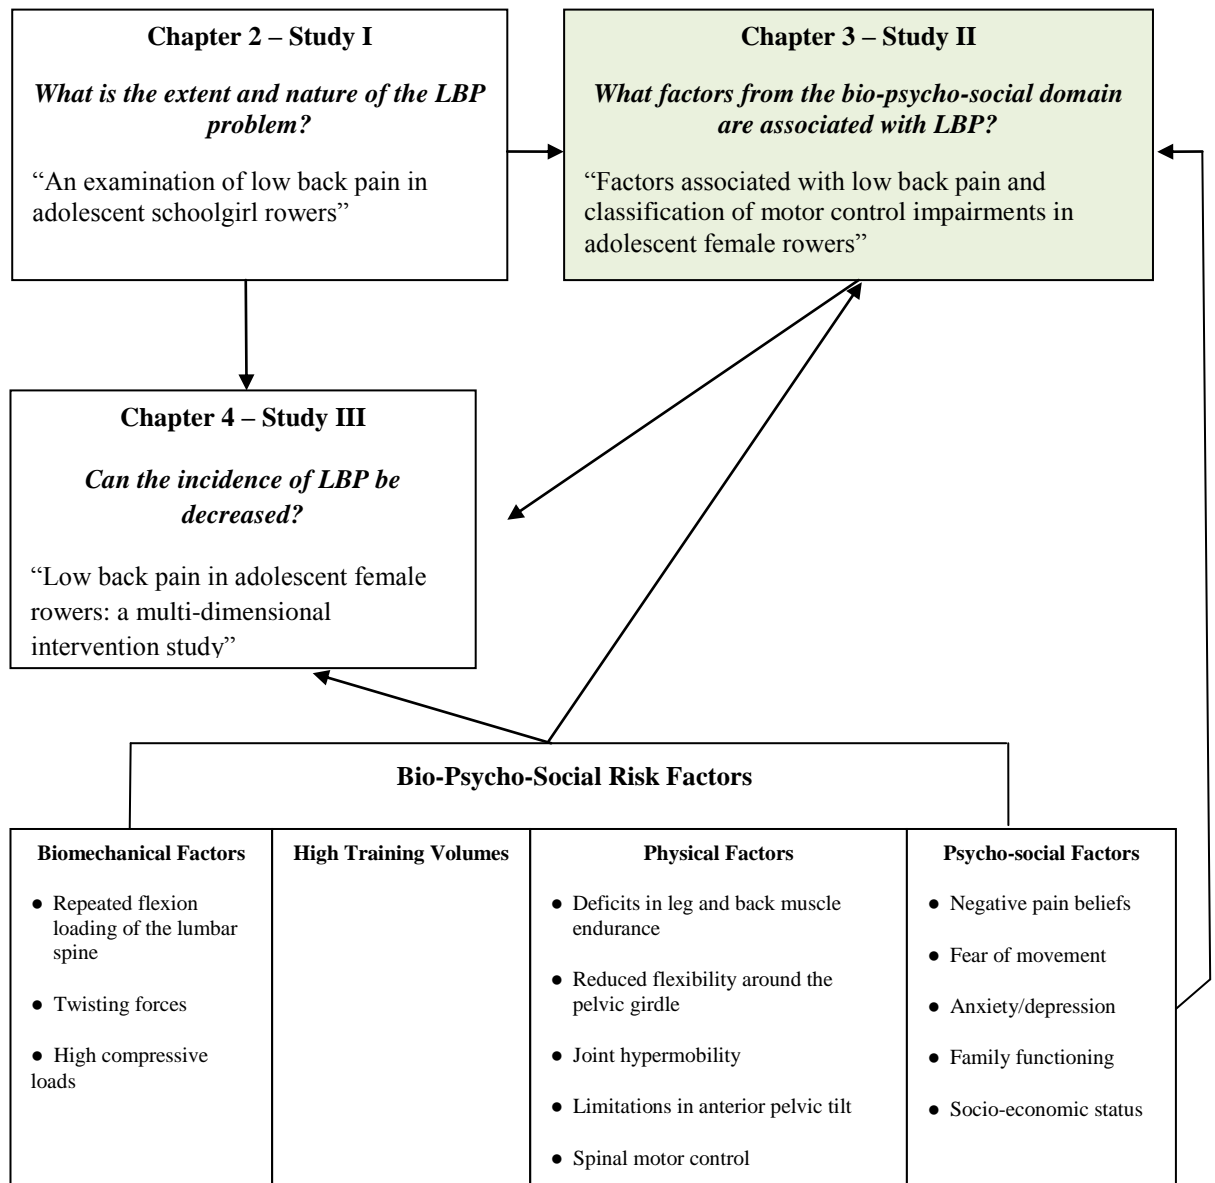 Chapter 2 – Study I
What is the extent and nature of the LBP
problem?
“An examination of low back pain in
adolescent schoolgirl rowers”
Chapter 3 – Study II
What factors from the bio-psycho-social domain
are associated with LBP?
“Factors associated with low back pain and
classification of motor control impairments in
adolescent female rowers”
Chapter 4 – Study III
Can the incidence of LBP be
decreased?
“Low back pain in adolescent female
rowers: a multi-dimensional
intervention study”
Bio-Psycho-Social Risk Factors
Biomechanical Factors
● Repeated flexion
loading of the lumbar
spine
● Twisting forces
● High compressive
loads
High Training Volumes
Physical Factors
● Deficits in leg and back muscle
endurance
● Reduced flexibility around the
pelvic girdle
● Joint hypermobility
● Limitations in anterior pelvic tilt
● Spinal motor control
Psycho-social Factors
● Negative pain beliefs
● Fear of movement
● Anxiety/depression
● Family functioning
● Socio-economic status